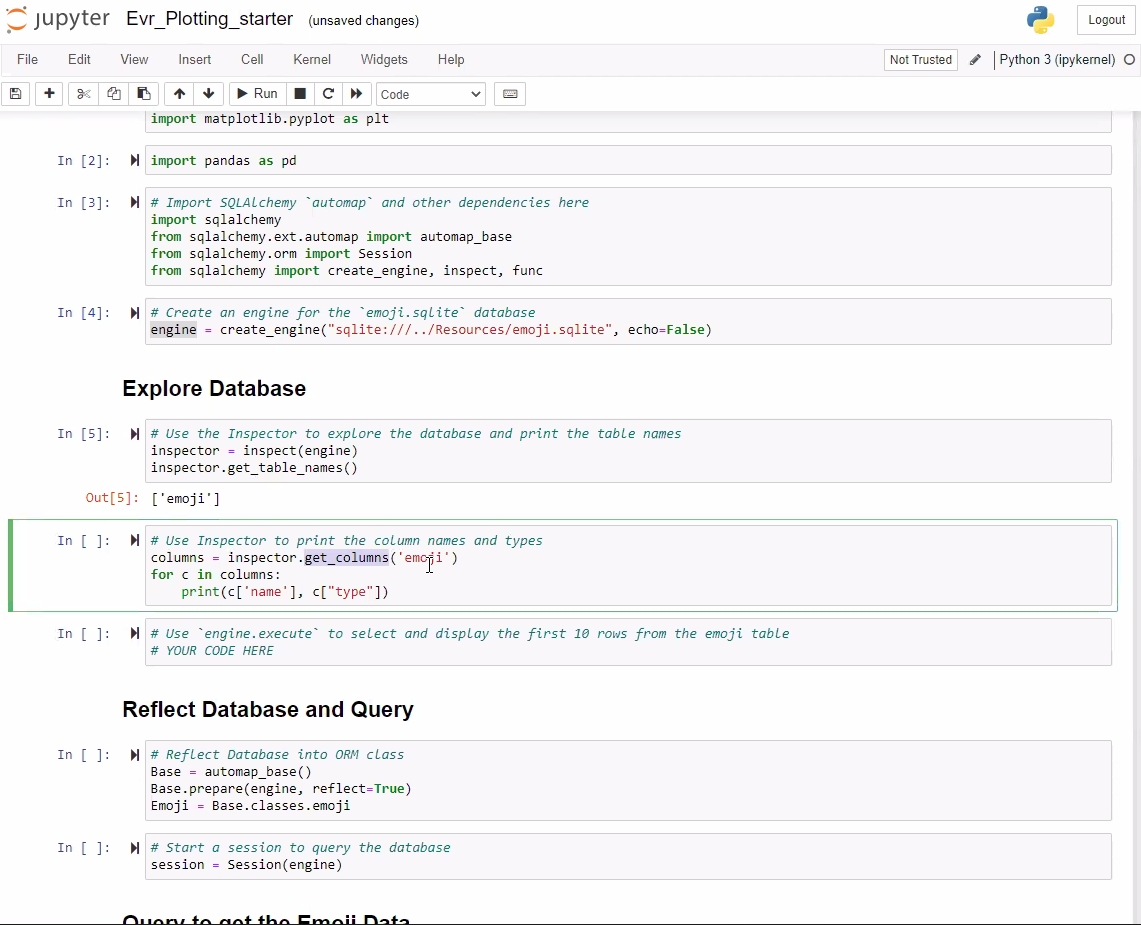 jupyter Evr_Plotting_starter (unsaved changes) Logout
File Edit View Insert Cell Kernel Widgets Help Not Trusted Python 3 (ipykernel)
Run Code
import matplotlib.pyplot as plt
In [2]: import pandas as pd
In [3]: # Import SQLAlchemy `automap` and other dependencies here
import sqlalchemy
from sqlalchemy.ext.automap import automap_base
from sqlalchemy.orm import Session
from sqlalchemy import create_engine, inspect, func
In [4]: # Create an engine for the `emoji.sqlite` database
engine = create_engine("sqlite:///../Resources/emoji.sqlite", echo=False)
Explore Database
In [5]: # Use the Inspector to explore the database and print the table names
inspector = inspect(engine)
inspector.get_table_names()
Out[5]: ['emoji']
In [ ]: # Use Inspector to print the column names and types
columns = inspector.get_columns('emoji')
for c in columns:
    print(c['name'], c["type"])
In [ ]: # Use `engine.execute` to select and display the first 10 rows from the emoji table
# YOUR CODE HERE
Reflect Database and Query
In [ ]: # Reflect Database into ORM class
Base = automap_base()
Base.prepare(engine, reflect=True)
Emoji = Base.classes.emoji
In [ ]: # Start a session to query the database
session = Session(engine)
Query to get the Emoji Data